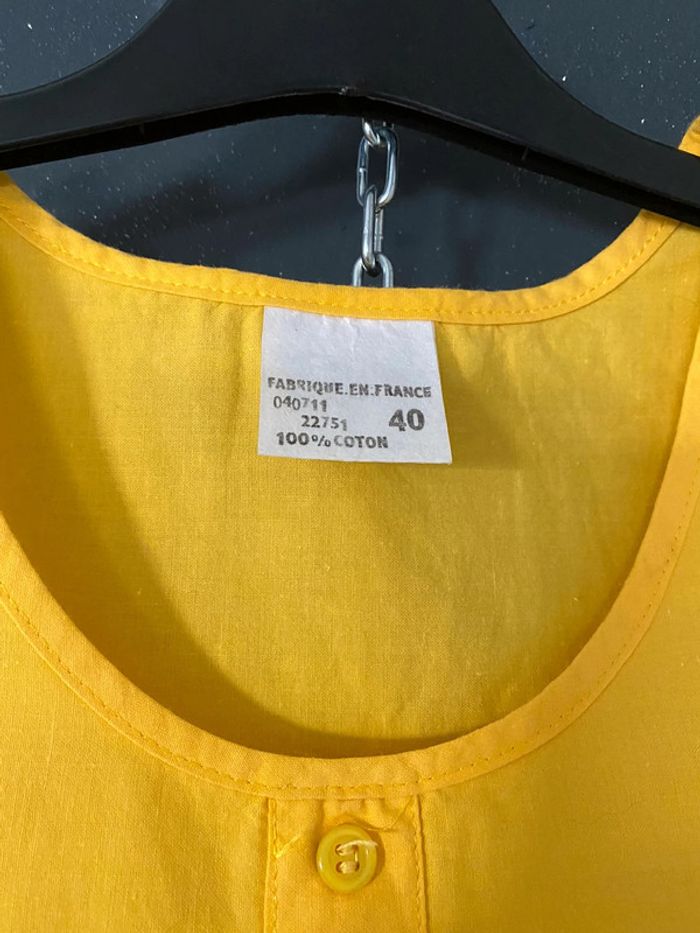 FABRIQUE.EN.FRANCE
040711
22751 40
100% COTON